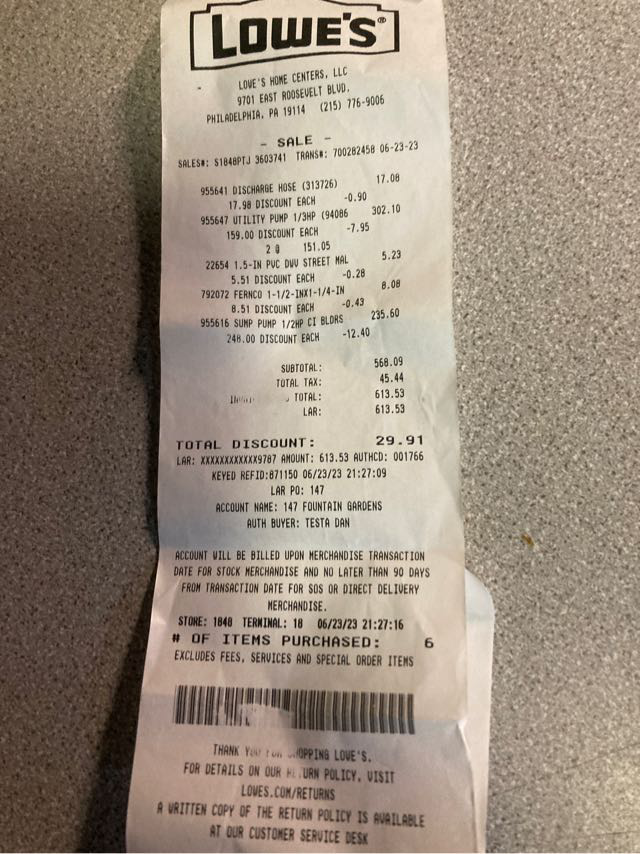 LOWE'S®
LOWE'S HOME CENTERS, LLC
9701 EAST ROOSEVELT BLVD.
PHILADELPHIA, PA 19114 (215) 776-9006
- SALE -
SALES#: S1848PTJ 3603741 TRANS#: 700282458 06-23-23
955641 DISCHARGE HOSE (313726) 17.08
17.98 DISCOUNT EACH -0.90
955647 UTILITY PUMP 1/3HP (94086 302.10
159.00 DISCOUNT EACH -7.95
2 @ 151.05
22654 1.5-IN PVC DWV STREET MAL 5.23
5.51 DISCOUNT EACH -0.28
792072 FERNCO 1-1/2-INX1-1/4-IN 8.08
8.51 DISCOUNT EACH -0.43
955616 SUMP PUMP 1/2HP CI BLDRS 235.60
248.00 DISCOUNT EACH -12.40
SUBTOTAL: 568.09
TOTAL TAX: 45.44
TOTAL: 613.53
LAR: 613.53
TOTAL DISCOUNT: 29.91
LAR: XXXXXXXXXXXX9787 AMOUNT: 613.53 AUTHCD: 001766
KEYED REFID:871150 06/23/23 21:27:09
LAR PO: 147
ACCOUNT NAME: 147 FOUNTAIN GARDENS
AUTH BUYER: TESTA DAN
ACCOUNT WILL BE BILLED UPON MERCHANDISE TRANSACTION
DATE FOR STOCK MERCHANDISE AND NO LATER THAN 90 DAYS
FROM TRANSACTION DATE FOR SOS OR DIRECT DELIVERY
MERCHANDISE.
STORE: 1848 TERMINAL: 18 06/23/23 21:27:16
# OF ITEMS PURCHASED: 6
EXCLUDES FEES, SERVICES AND SPECIAL ORDER ITEMS
THANK YOU FOR SHOPPING LOWE'S.
FOR DETAILS ON OUR RETURN POLICY, VISIT
LOWES.COM/RETURNS
A WRITTEN COPY OF THE RETURN POLICY IS AVAILABLE
AT OUR CUSTOMER SERVICE DESK